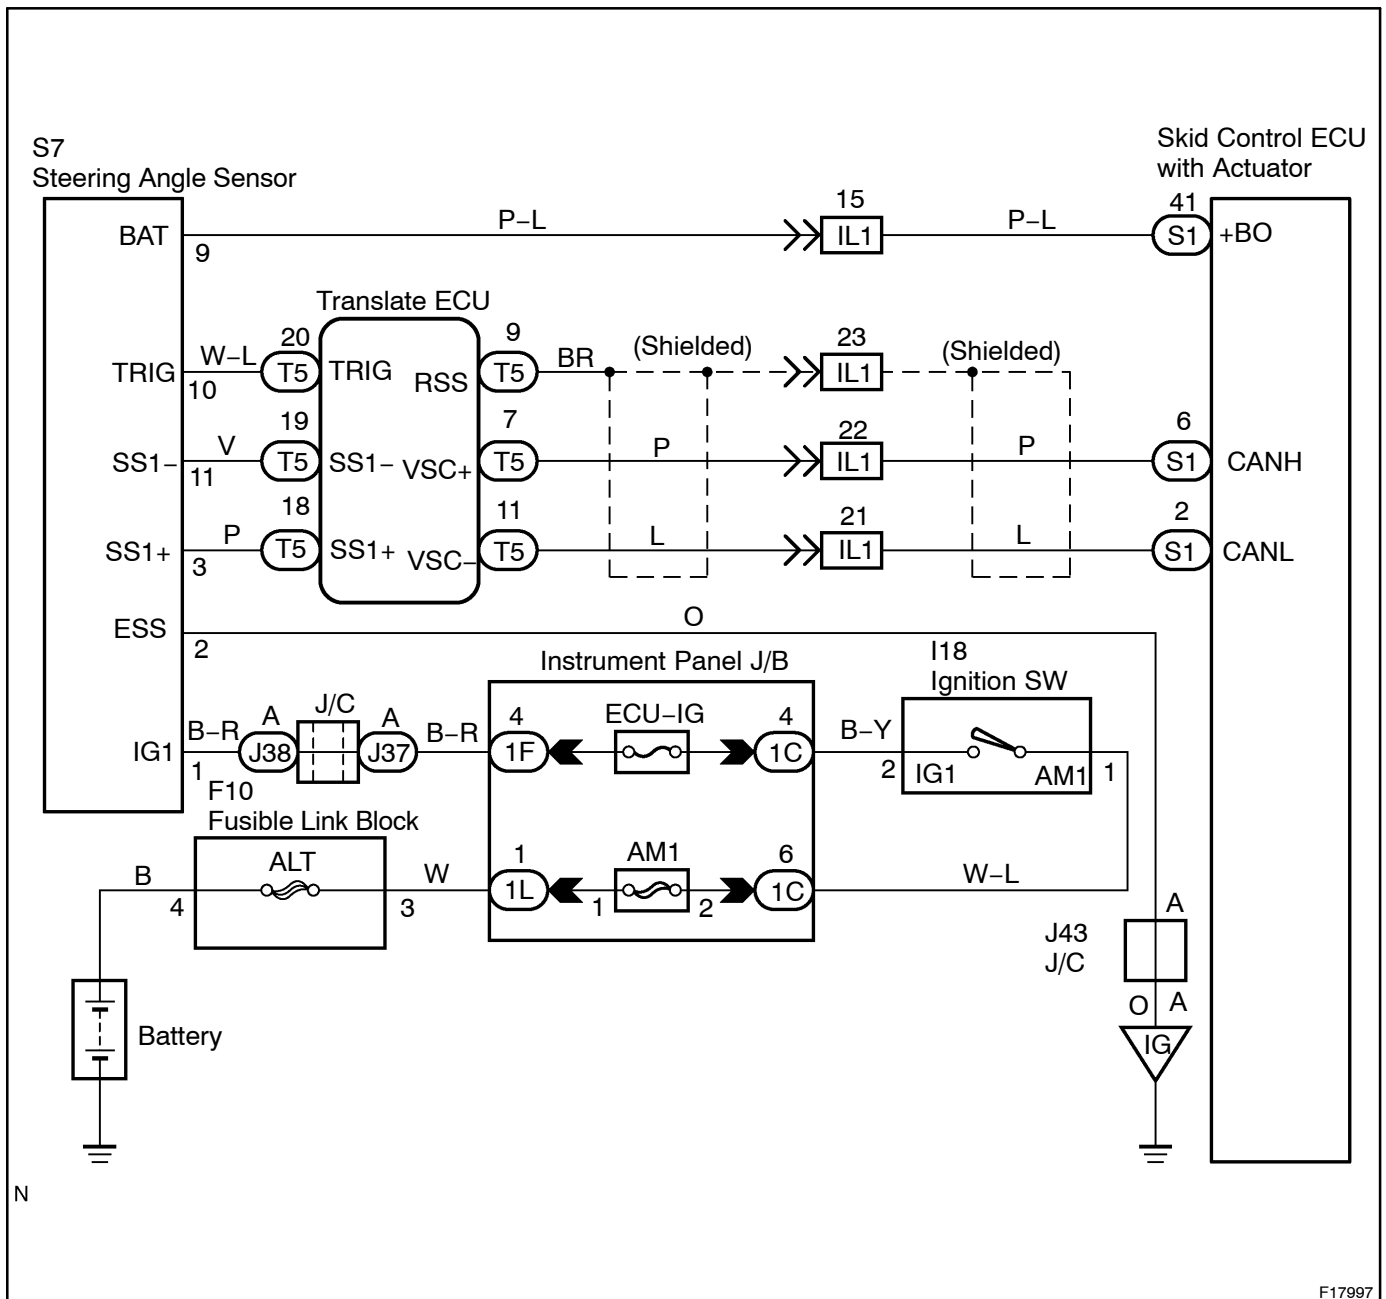 S7
Steering Angle Sensor
Skid Control ECU
with Actuator
BAT
9
P-L
15
IL1
P-L
41
S1
+BO
Translate ECU
TRIG
10
W-L
20
T5
TRIG
RSS
9
T5
BR
(Shielded)
23
IL1
(Shielded)
SS1-
11
V
19
T5
SS1-
VSC+
7
T5
P
22
IL1
P
6
S1
CANH
SS1+
3
P
18
T5
SS1+
VSC-
11
T5
L
21
IL1
L
2
S1
CANL
ESS
2
O
Instrument Panel J/B
I18
Ignition SW
IG1
1
B-R
A
J38
J/C
A
J37
B-R
4
1F
ECU-IG
4
1C
B-Y
2
IG1
AM1
1
F10
Fusible Link Block
B
4
ALT
3
W
1
1L
1
AM1
2
6
1C
W-L
A
J43
J/C
O
A
IG
Battery
N
F17997